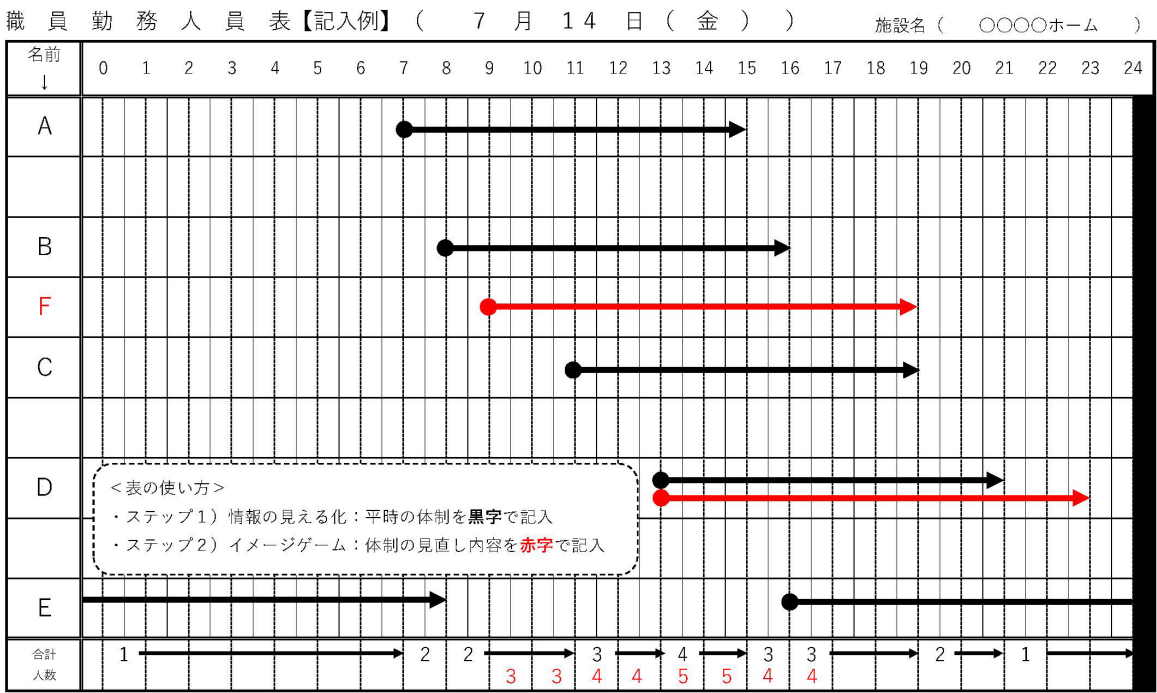 職員勤務人員表【記入例】( 7月14日(金) ) 施設名( 〇〇〇〇ホーム )
名前
↓
0 1 2 3 4 5 6 7 8 9 10 11 12 13 14 15 16 17 18 19 20 21 22 23 24
A
B
F
C
D
<表の使い方>
・ステップ1)情報の見える化:平時の体制を黒字で記入
・ステップ2)イメージゲーム:体制の見直し内容を赤字で記入
E
合計
人数
1 2 2 3 4 3 3 2 1
3 3 4 4 5 5 4 4